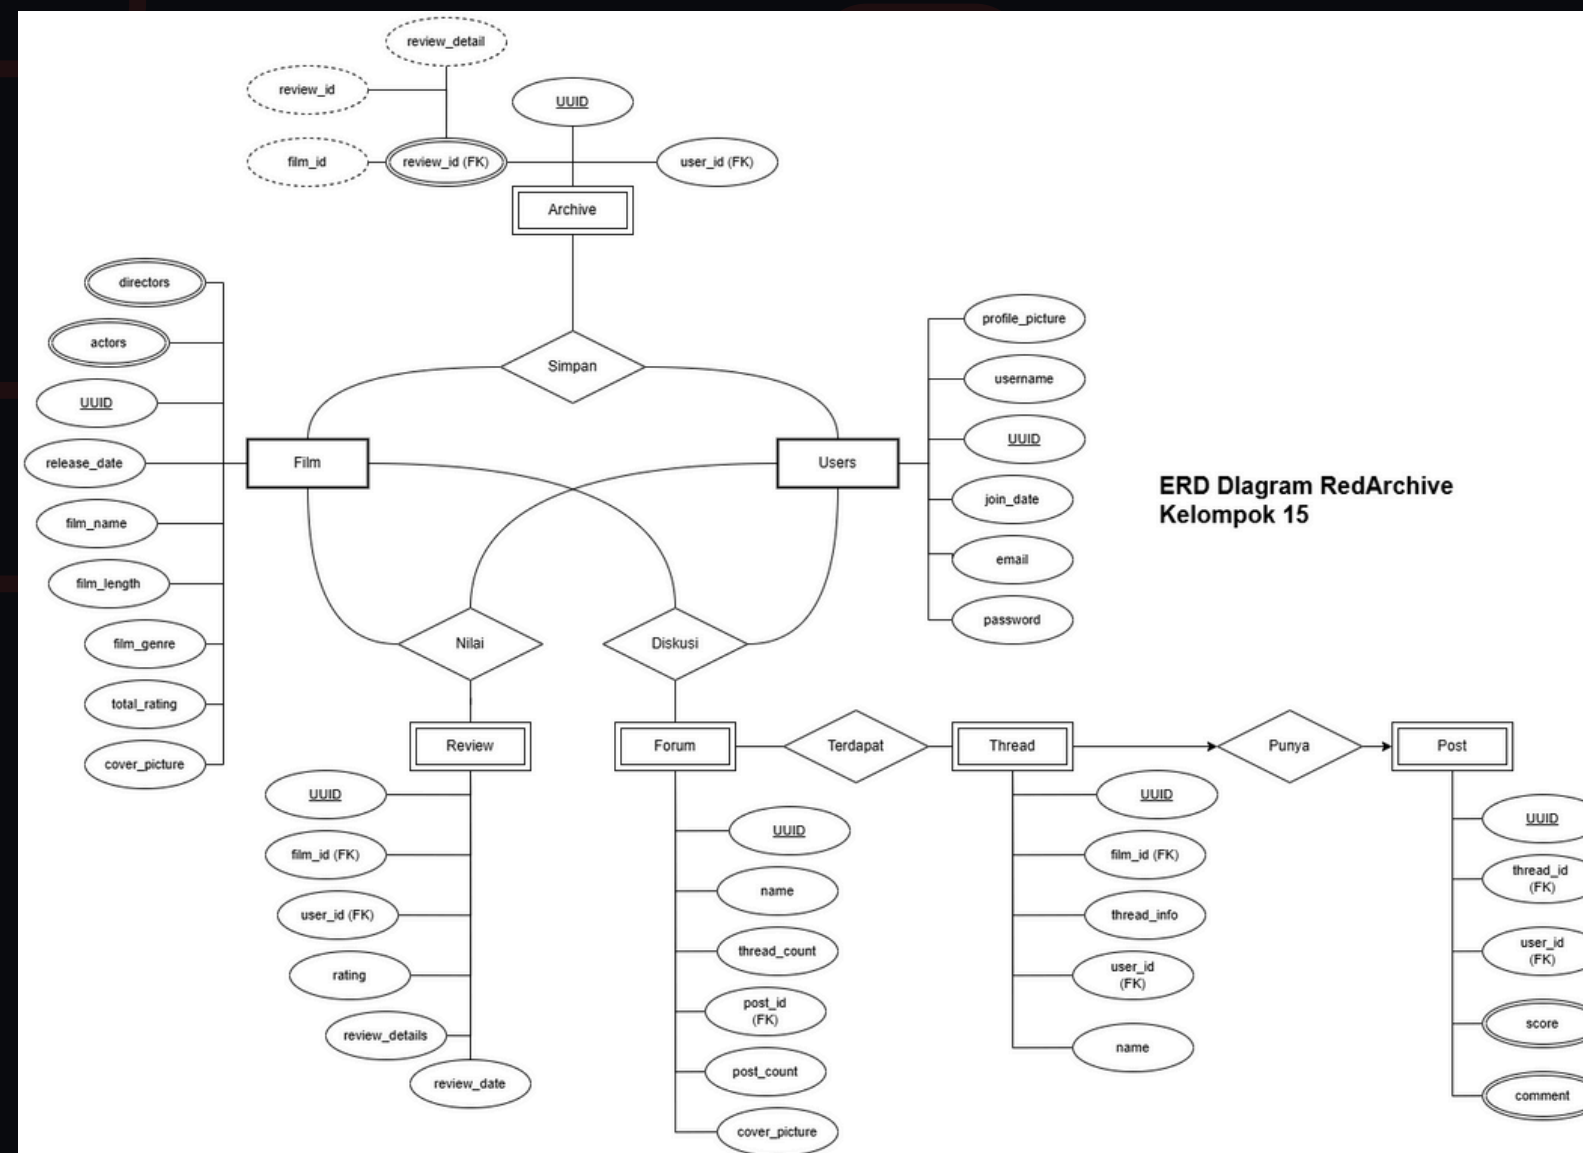 review_detail
review_id
UUID
film_id
review_id (FK)
user_id (FK)
Archive
directors
actors
UUID
release_date
film_name
film_length
film_genre
total_rating
cover_picture
Simpan
Film
Users
profile_picture
username
UUID
join_date
email
password
ERD DIagram RedArchive
Kelompok 15
Nilai
Diskusi
Review
Forum
Terdapat
Thread
Punya
Post
UUID
film_id (FK)
user_id (FK)
rating
review_details
review_date
UUID
name
thread_count
post_id
(FK)
post_count
cover_picture
UUID
film_id (FK)
thread_info
user_id
(FK)
name
UUID
thread_id
(FK)
user_id
(FK)
score
comment